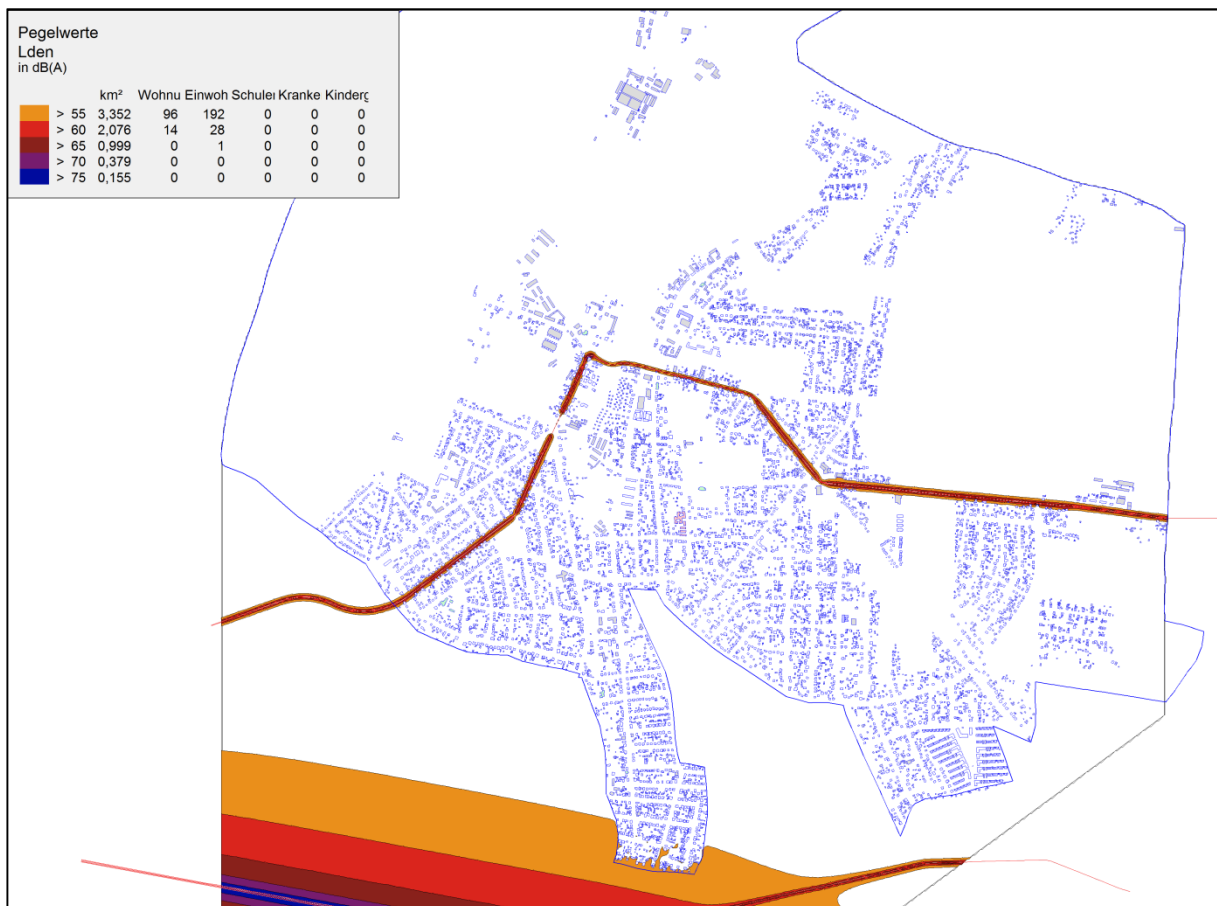 Pegelwerte
Lden
in dB(A)
km² Wohnu Einwoh Schuler Kranke Kinderg
> 55 3,352 96 192 0 0 0
> 60 2,076 14 28 0 0 0
> 65 0,999 0 1 0 0 0
> 70 0,379 0 0 0 0 0
> 75 0,155 0 0 0 0 0